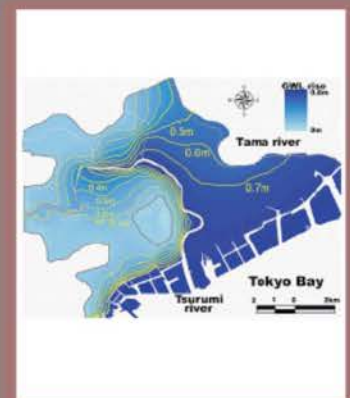 GWL rise
0.8m
0m
0.5m
0.6m
Tama river
0.7m
0.4m
Tokyo Bay
Tsurumi
river
2 1 0 2km